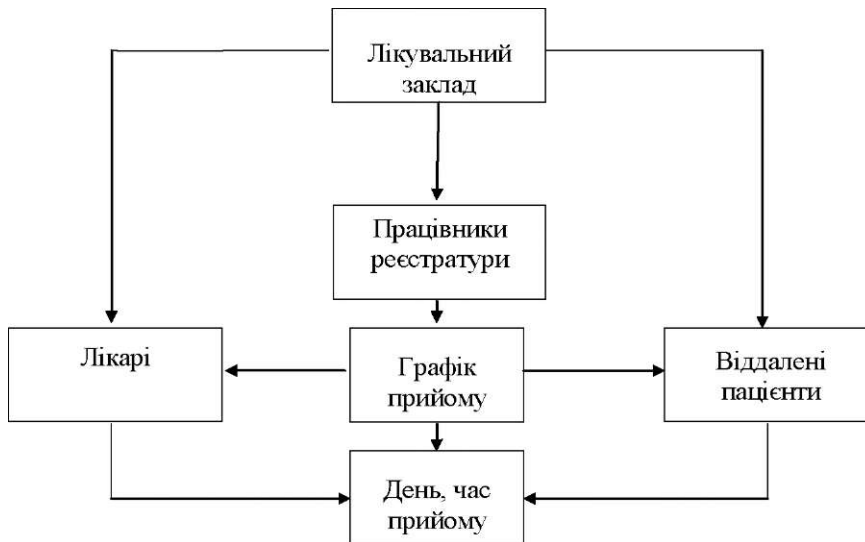 Лікувальний
заклад
Працівники
реєстратури
Лікарі
Графік
прийому
Віддалені
пацієнти
День, час
прийому